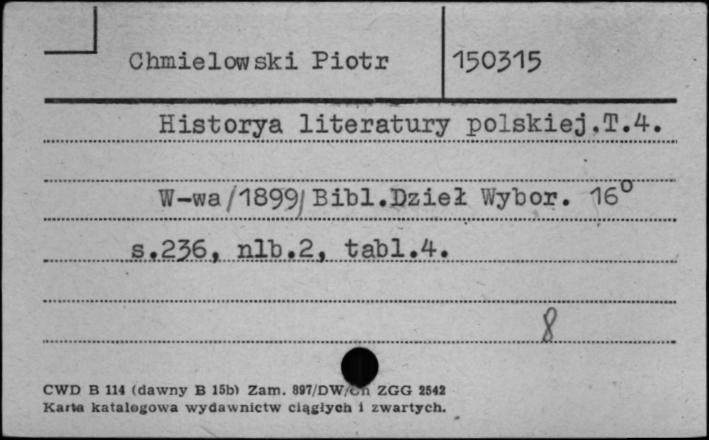 Chmielowski Piotr 150315
Historya literatury polskiej.T.4.
W-wa/1899/Bibl.Dzieł Wybor. 16°
s.236, nlb.2, tabl.4.
8
CWD B 114 (dawny B 15b) Zam. 897/DW/Ch ZGG 2542
Karta katalogowa wydawnictw ciągłych i zwartych.